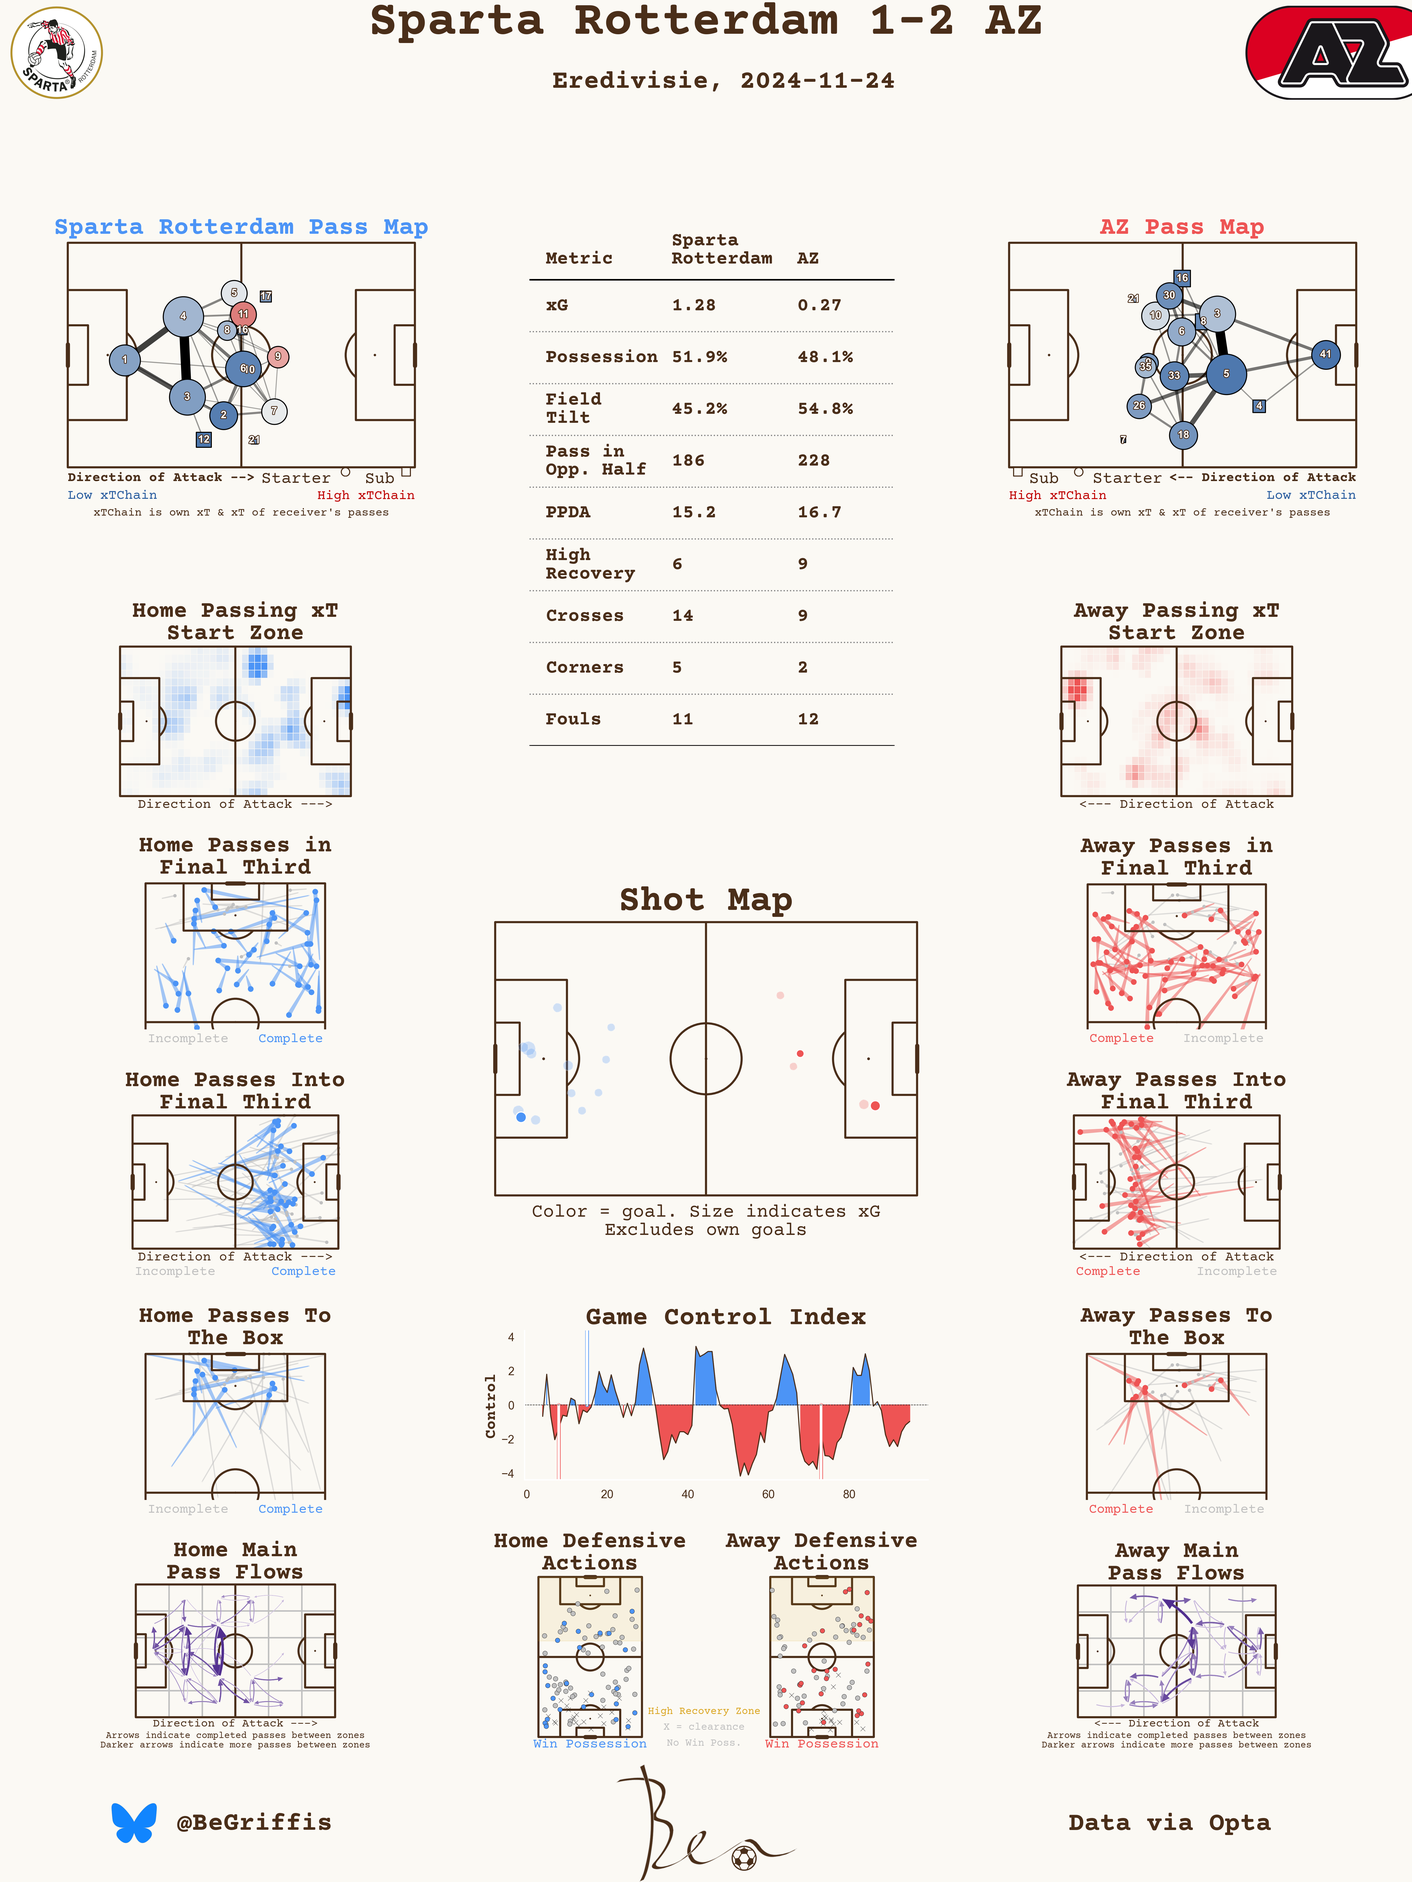 Sparta Rotterdam 1-2 AZ
Eredivisie, 2024-11-24
SPARTA
ROTTERDAM
AZ
Sparta Rotterdam Pass Map
5
17
4
11
8
16
1
9
6
10
3
2
7
12
21
Direction of Attack --> Starter Sub
Low xTChain High xTChain
xTChain is own xT & xT of receiver's passes
Metric Sparta Rotterdam AZ
xG 1.28 0.27
Possession 51.9% 48.1%
Field Tilt 45.2% 54.8%
Pass in Opp. Half 186 228
PPDA 15.2 16.7
High Recovery 6 9
Crosses 14 9
Corners 5 2
Fouls 11 12
AZ Pass Map
16
30
21
10
3
8
6
41
35
33
5
26
4
18
7
Sub Starter <-- Direction of Attack
High xTChain Low xTChain
xTChain is own xT & xT of receiver's passes
Home Passing xT
Start Zone
Direction of Attack --->
Away Passing xT
Start Zone
<--- Direction of Attack
Home Passes in
Final Third
Incomplete Complete
Away Passes in
Final Third
Complete Incomplete
Shot Map
Color = goal. Size indicates xG
Excludes own goals
Home Passes Into
Final Third
Direction of Attack --->
Incomplete Complete
Away Passes Into
Final Third
<--- Direction of Attack
Complete Incomplete
Home Passes To
The Box
Incomplete Complete
Game Control Index
Control
4
2
0
−2
−4
0 20 40 60 80
Away Passes To
The Box
Complete Incomplete
Home Main
Pass Flows
Direction of Attack --->
Arrows indicate completed passes between zones
Darker arrows indicate more passes between zones
Home Defensive
Actions
Win Possession
High Recovery Zone
X = clearance
No Win Poss.
Away Defensive
Actions
Win Possession
Away Main
Pass Flows
<--- Direction of Attack
Arrows indicate completed passes between zones
Darker arrows indicate more passes between zones
@BeGriffis
Ben
Data via Opta